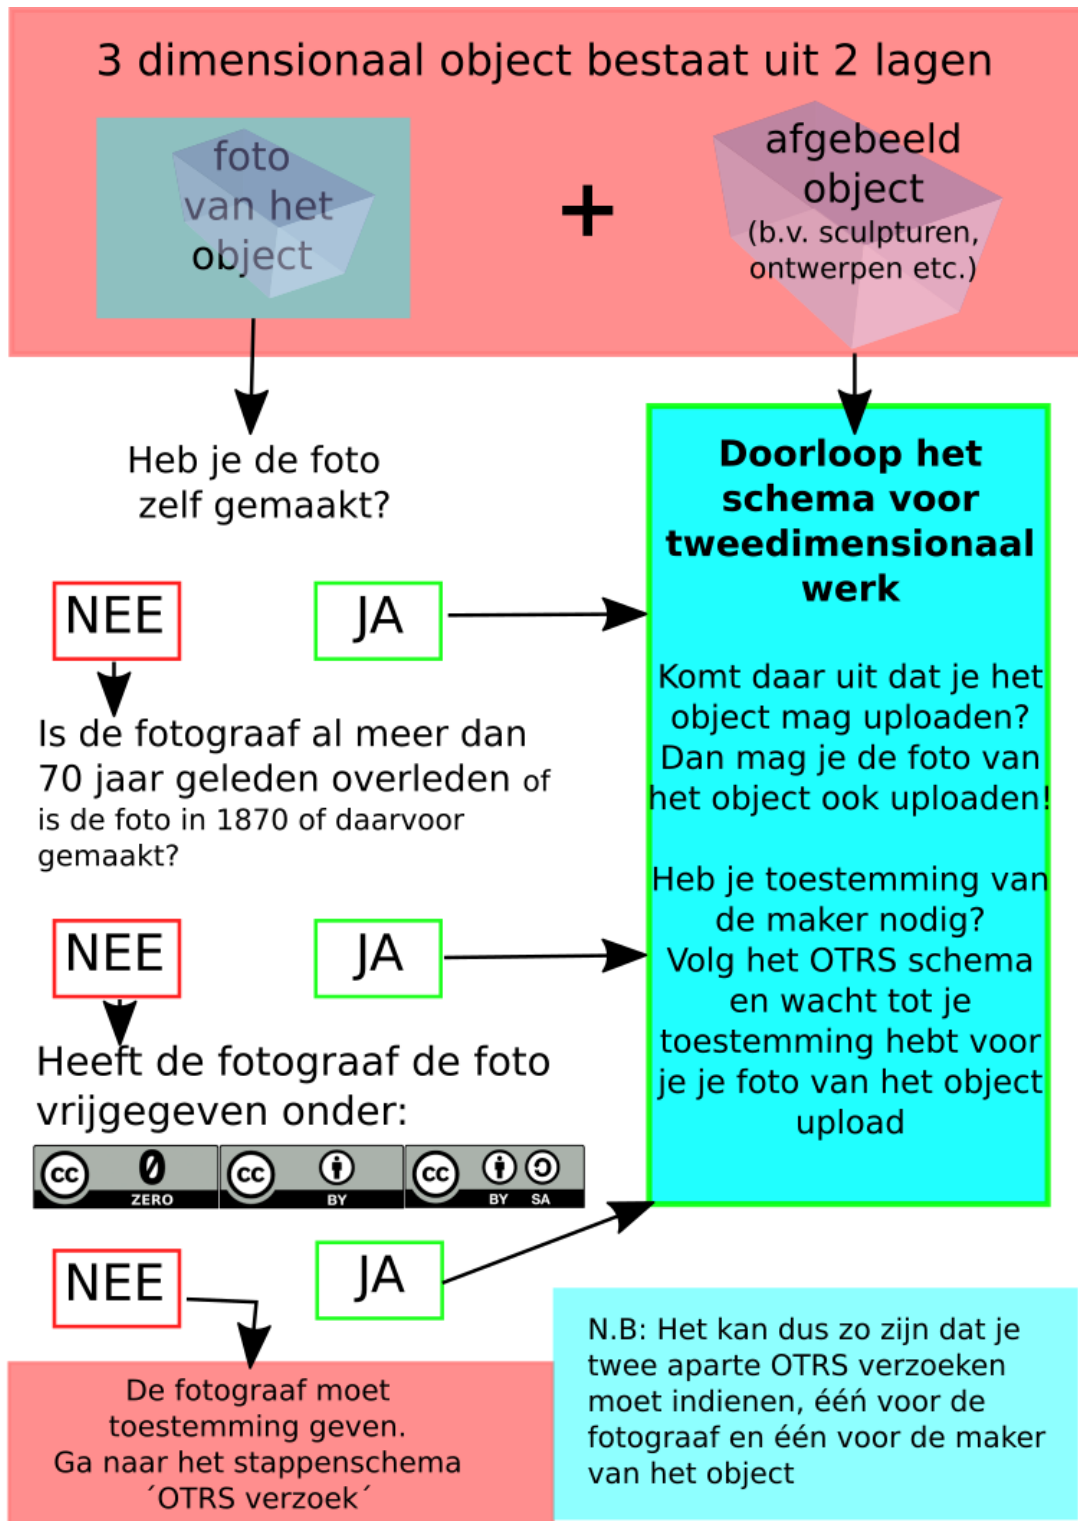 3 dimensionaal object bestaat uit 2 lagen
foto
van het
object
+
afgebeeld
object
(b.v. sculpturen,
ontwerpen etc.)
Heb je de foto
zelf gemaakt?
NEE
JA
Is de fotograaf al meer dan
70 jaar geleden overleden of
is de foto in 1870 of daarvoor
gemaakt?
NEE
JA
Heeft de fotograaf de foto
vrijgegeven onder:
cc 0 ZERO
cc BY
cc BY SA
NEE
JA
De fotograaf moet
toestemming geven.
Ga naar het stappenschema
´OTRS verzoek´
Doorloop het
schema voor
tweedimensionaal
werk
Komt daar uit dat je het
object mag uploaden?
Dan mag je de foto van
het object ook uploaden!
Heb je toestemming van
de maker nodig?
Volg het OTRS schema
en wacht tot je
toestemming hebt voor
je je foto van het object
upload
N.B: Het kan dus zo zijn dat je
twee aparte OTRS verzoeken
moet indienen, ééń voor de
fotograaf en één voor de maker
van het object